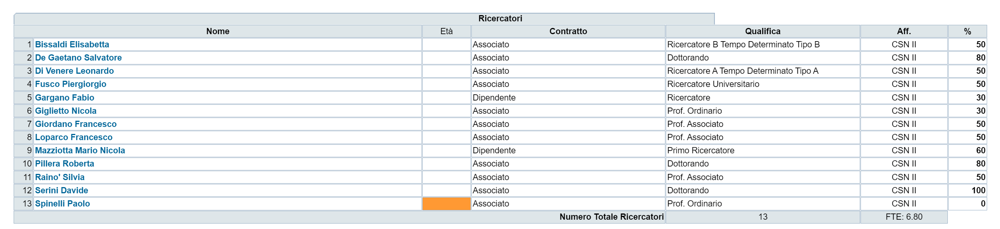 Ricercatori
Nome Età Contratto Qualifica Aff. %
1 Bissaldi Elisabetta Associato Ricercatore B Tempo Determinato Tipo B CSN II 50
2 De Gaetano Salvatore Associato Dottorando CSN II 80
3 Di Venere Leonardo Associato Ricercatore A Tempo Determinato Tipo A CSN II 50
4 Fusco Piergiorgio Associato Ricercatore Universitario CSN II 50
5 Gargano Fabio Dipendente Ricercatore CSN II 30
6 Giglietto Nicola Associato Prof. Ordinario CSN II 30
7 Giordano Francesco Associato Prof. Associato CSN II 50
8 Loparco Francesco Associato Prof. Associato CSN II 50
9 Mazziotta Mario Nicola Dipendente Primo Ricercatore CSN II 60
10 Pillera Roberta Associato Dottorando CSN II 80
11 Raino' Silvia Associato Prof. Associato CSN II 50
12 Serini Davide Associato Dottorando CSN II 100
13 Spinelli Paolo Associato Prof. Ordinario CSN II 0
Numero Totale Ricercatori 13 FTE: 6.80